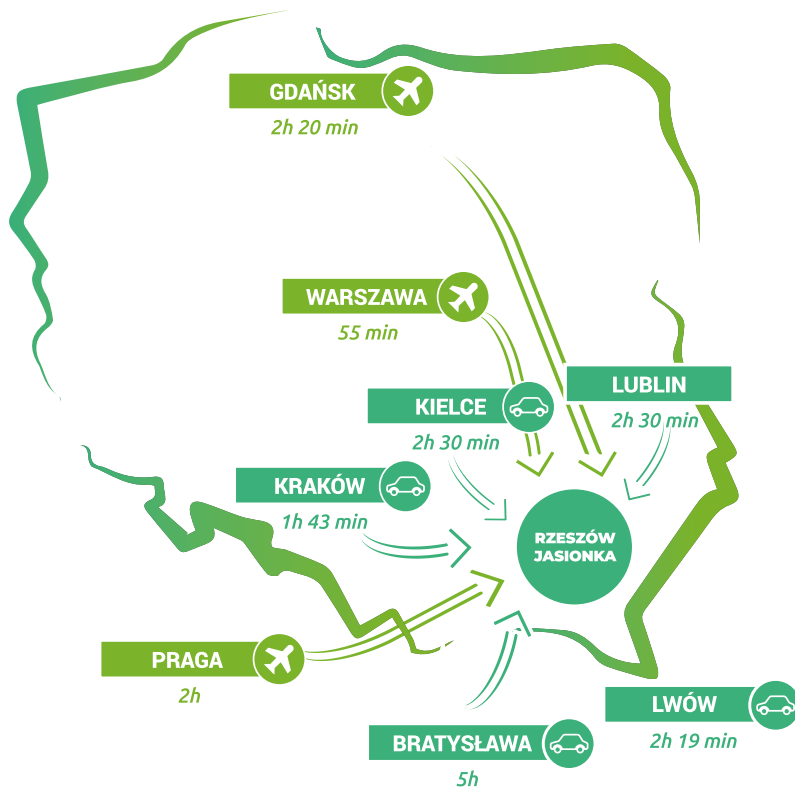 GDAŃSK
2h 20 min
WARSZAWA
55 min
LUBLIN
2h 30 min
KIELCE
2h 30 min
KRAKÓW
1h 43 min
RZESZÓW
JASIONKA
PRAGA
2h
LWÓW
2h 19 min
BRATYSŁAWA
5h